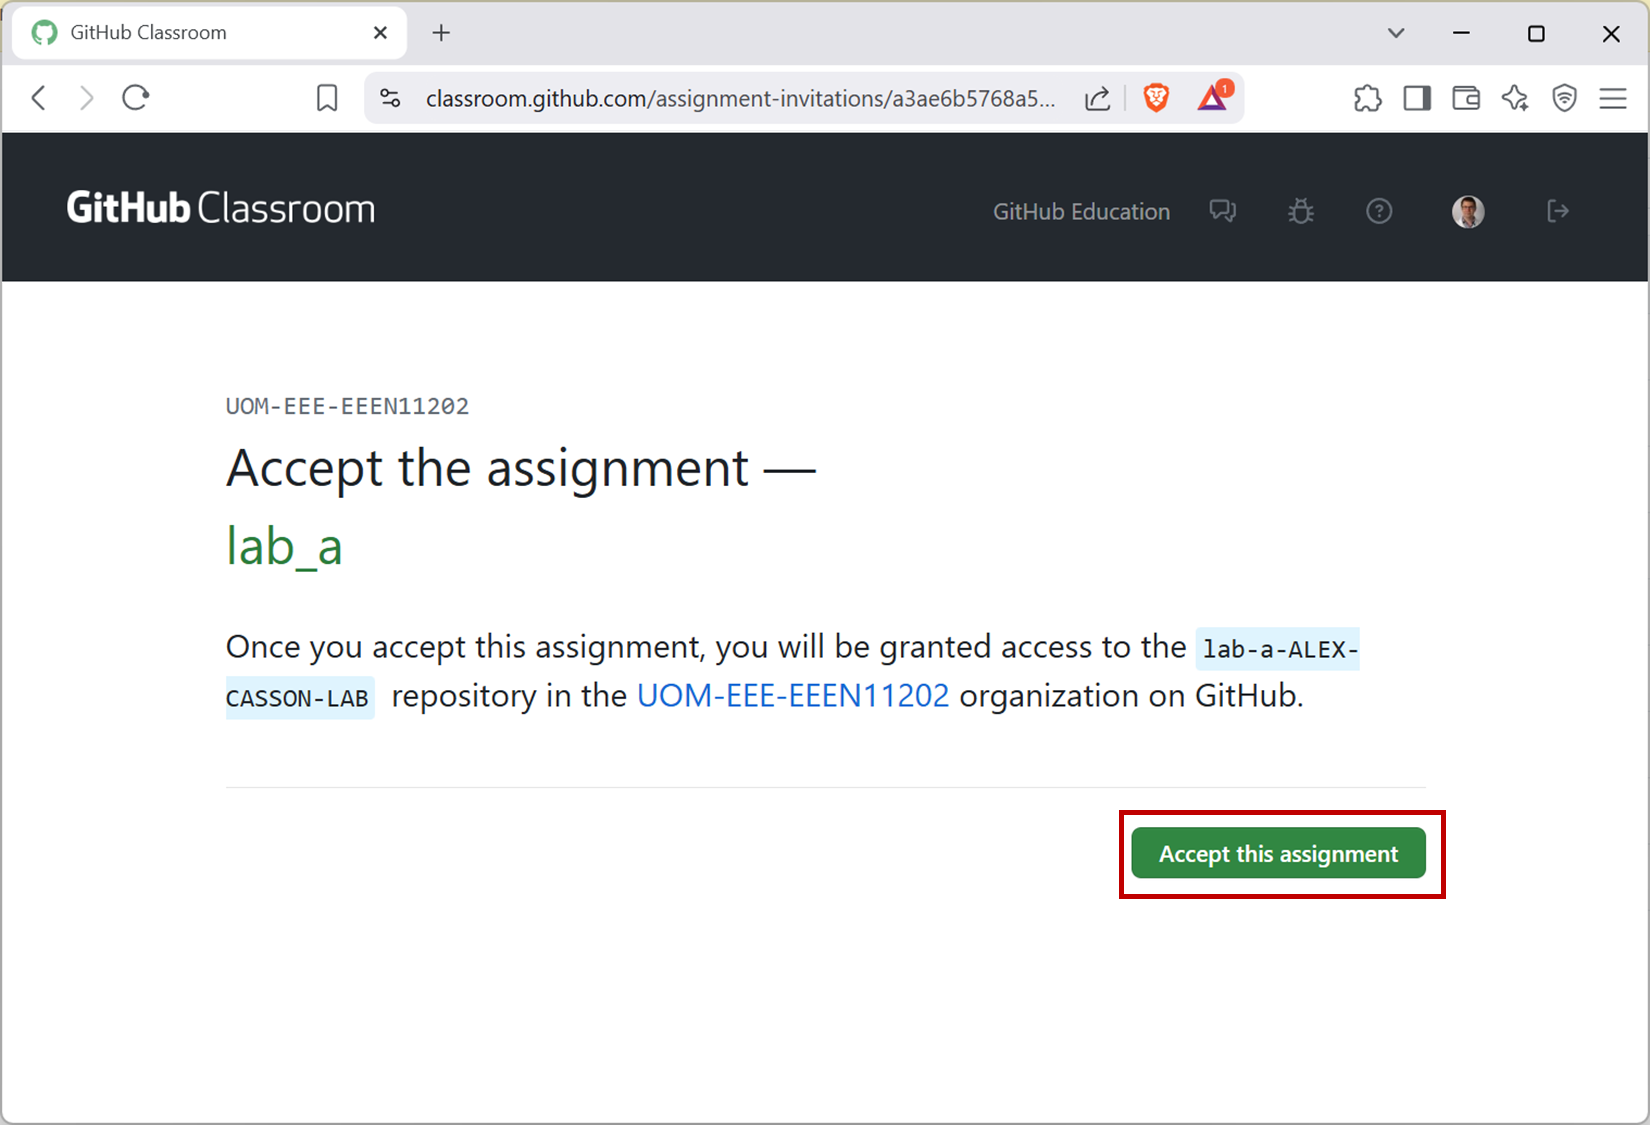 GitHub Classroom
classroom.github.com/assignment-invitations/a3ae6b5768a5...
1
GitHub Classroom
GitHub Education
UOM-EEE-EEEN11202
Accept the assignment —
lab_a
Once you accept this assignment, you will be granted access to the lab-a-ALEX-
CASSON-LAB repository in the UOM-EEE-EEEN11202 organization on GitHub.
Accept this assignment